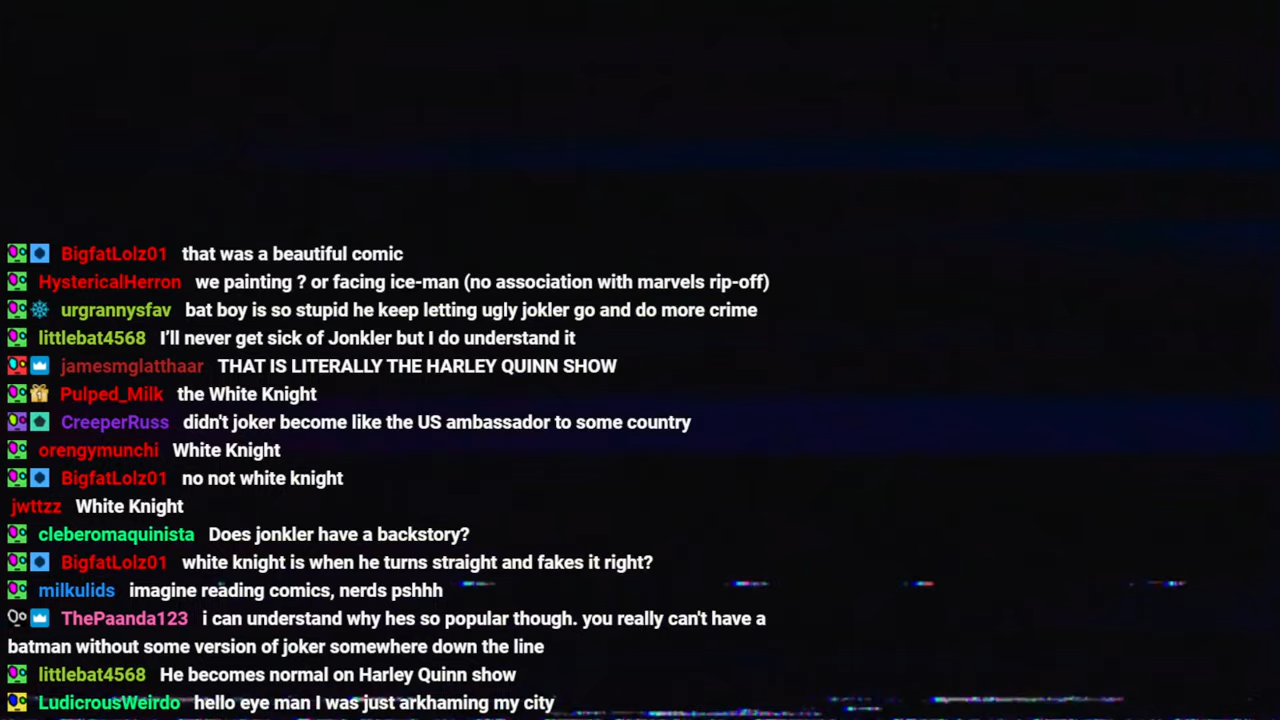 BigfatLolz01 that was a beautiful comic
HystericalHerron we painting ? or facing ice-man (no association with marvels rip-off)
urgrannysfav bat boy is so stupid he keep letting ugly jokler go and do more crime
littlebat4568 I’ll never get sick of Jonkler but I do understand it
jamesmglatthaar THAT IS LITERALLY THE HARLEY QUINN SHOW
Pulped_Milk the White Knight
CreeperRuss didn't joker become like the US ambassador to some country
orengymunchi White Knight
BigfatLolz01 no not white knight
jwttzz White Knight
cleberomaquinista Does jonkler have a backstory?
BigfatLolz01 white knight is when he turns straight and fakes it right?
milkulids imagine reading comics, nerds pshhh
ThePaanda123 i can understand why hes so popular though. you really can't have a
batman without some version of joker somewhere down the line
littlebat4568 He becomes normal on Harley Quinn show
LudicrousWeirdo hello eye man I was just arkhaming my city